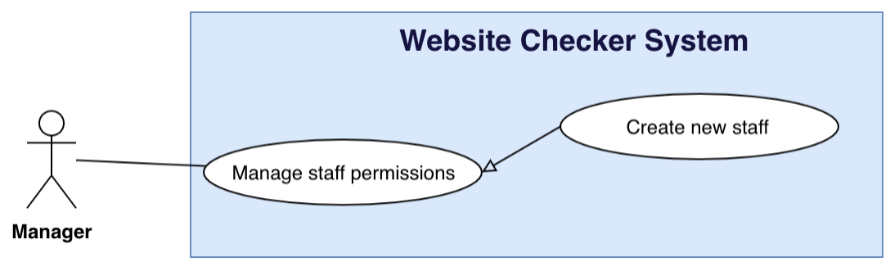 Website Checker System
Create new staff
Manage staff permissions
Manager